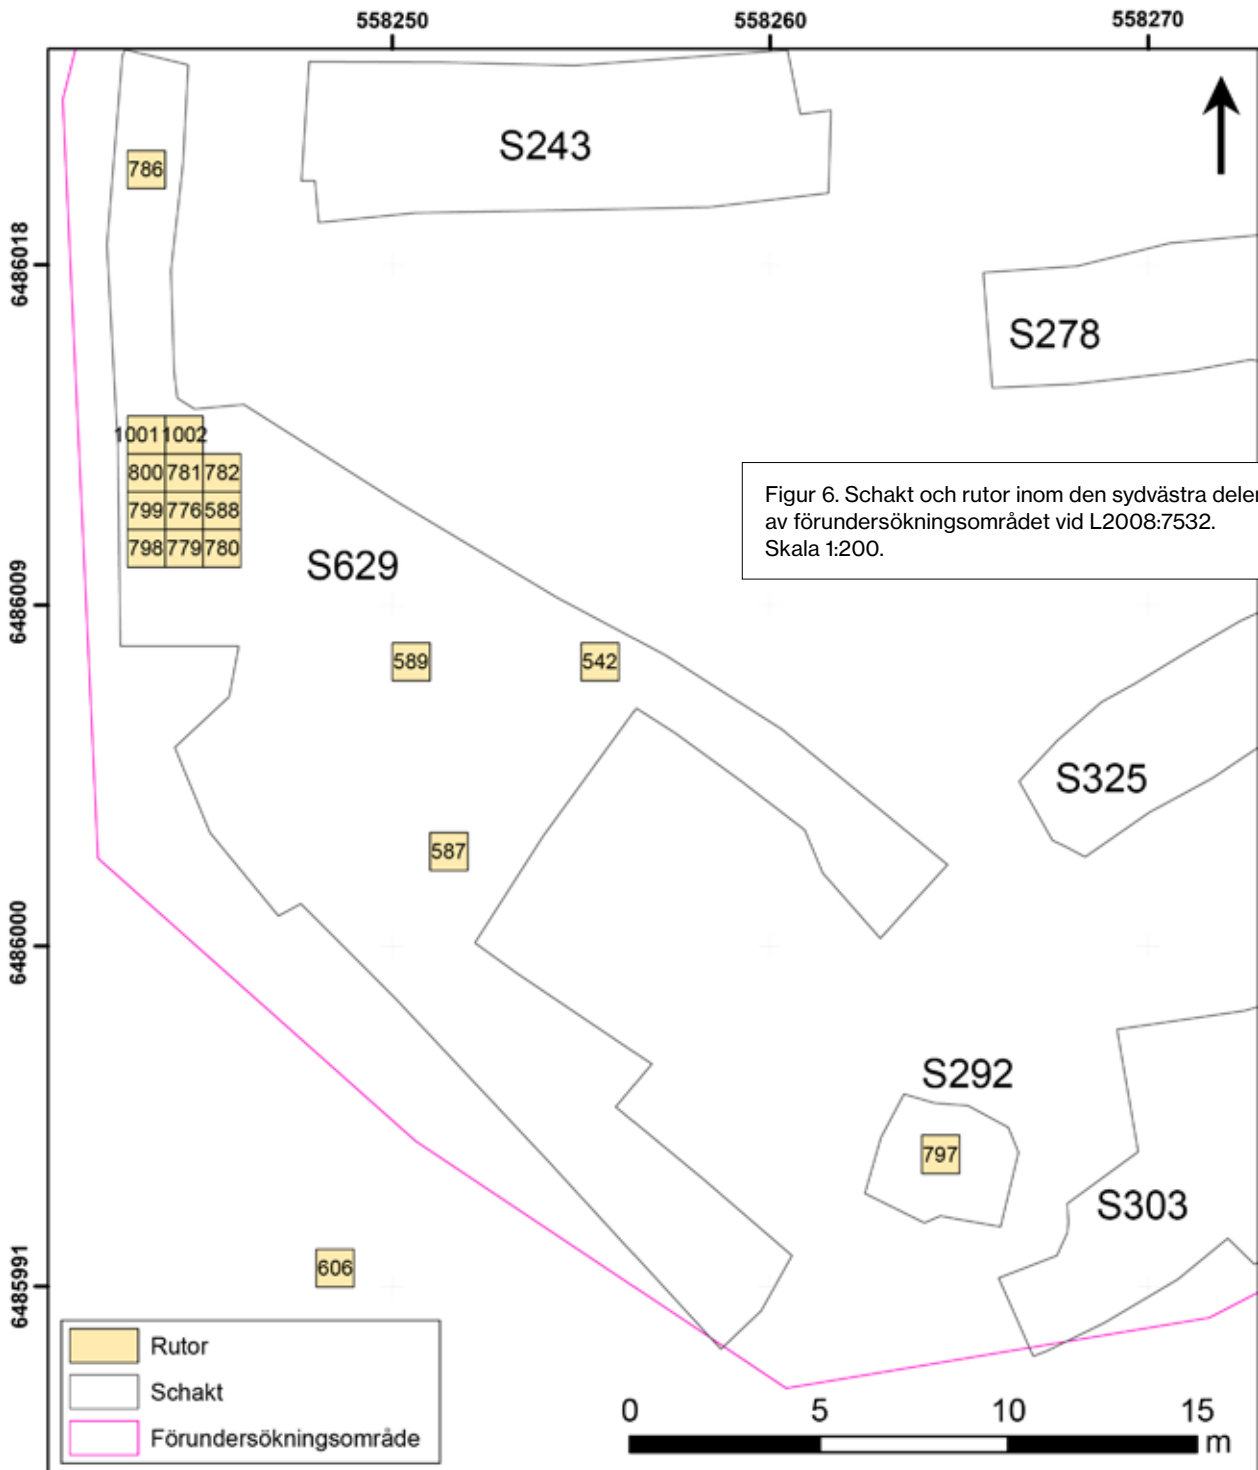 558250
558260
558270
S243
786
6486018
S278
1001 1002
800 781 782
799 776 588
798 779 780
Figur 6. Schakt och rutor inom den sydvästra delen
av förundersökningsområdet vid L2008:7532.
Skala 1:200.
S629
6486009
589
542
S325
587
6486000
S292
797
S303
606
6485991
Rutor
Schakt
Förundersökningsområde
0 5 10 15
m